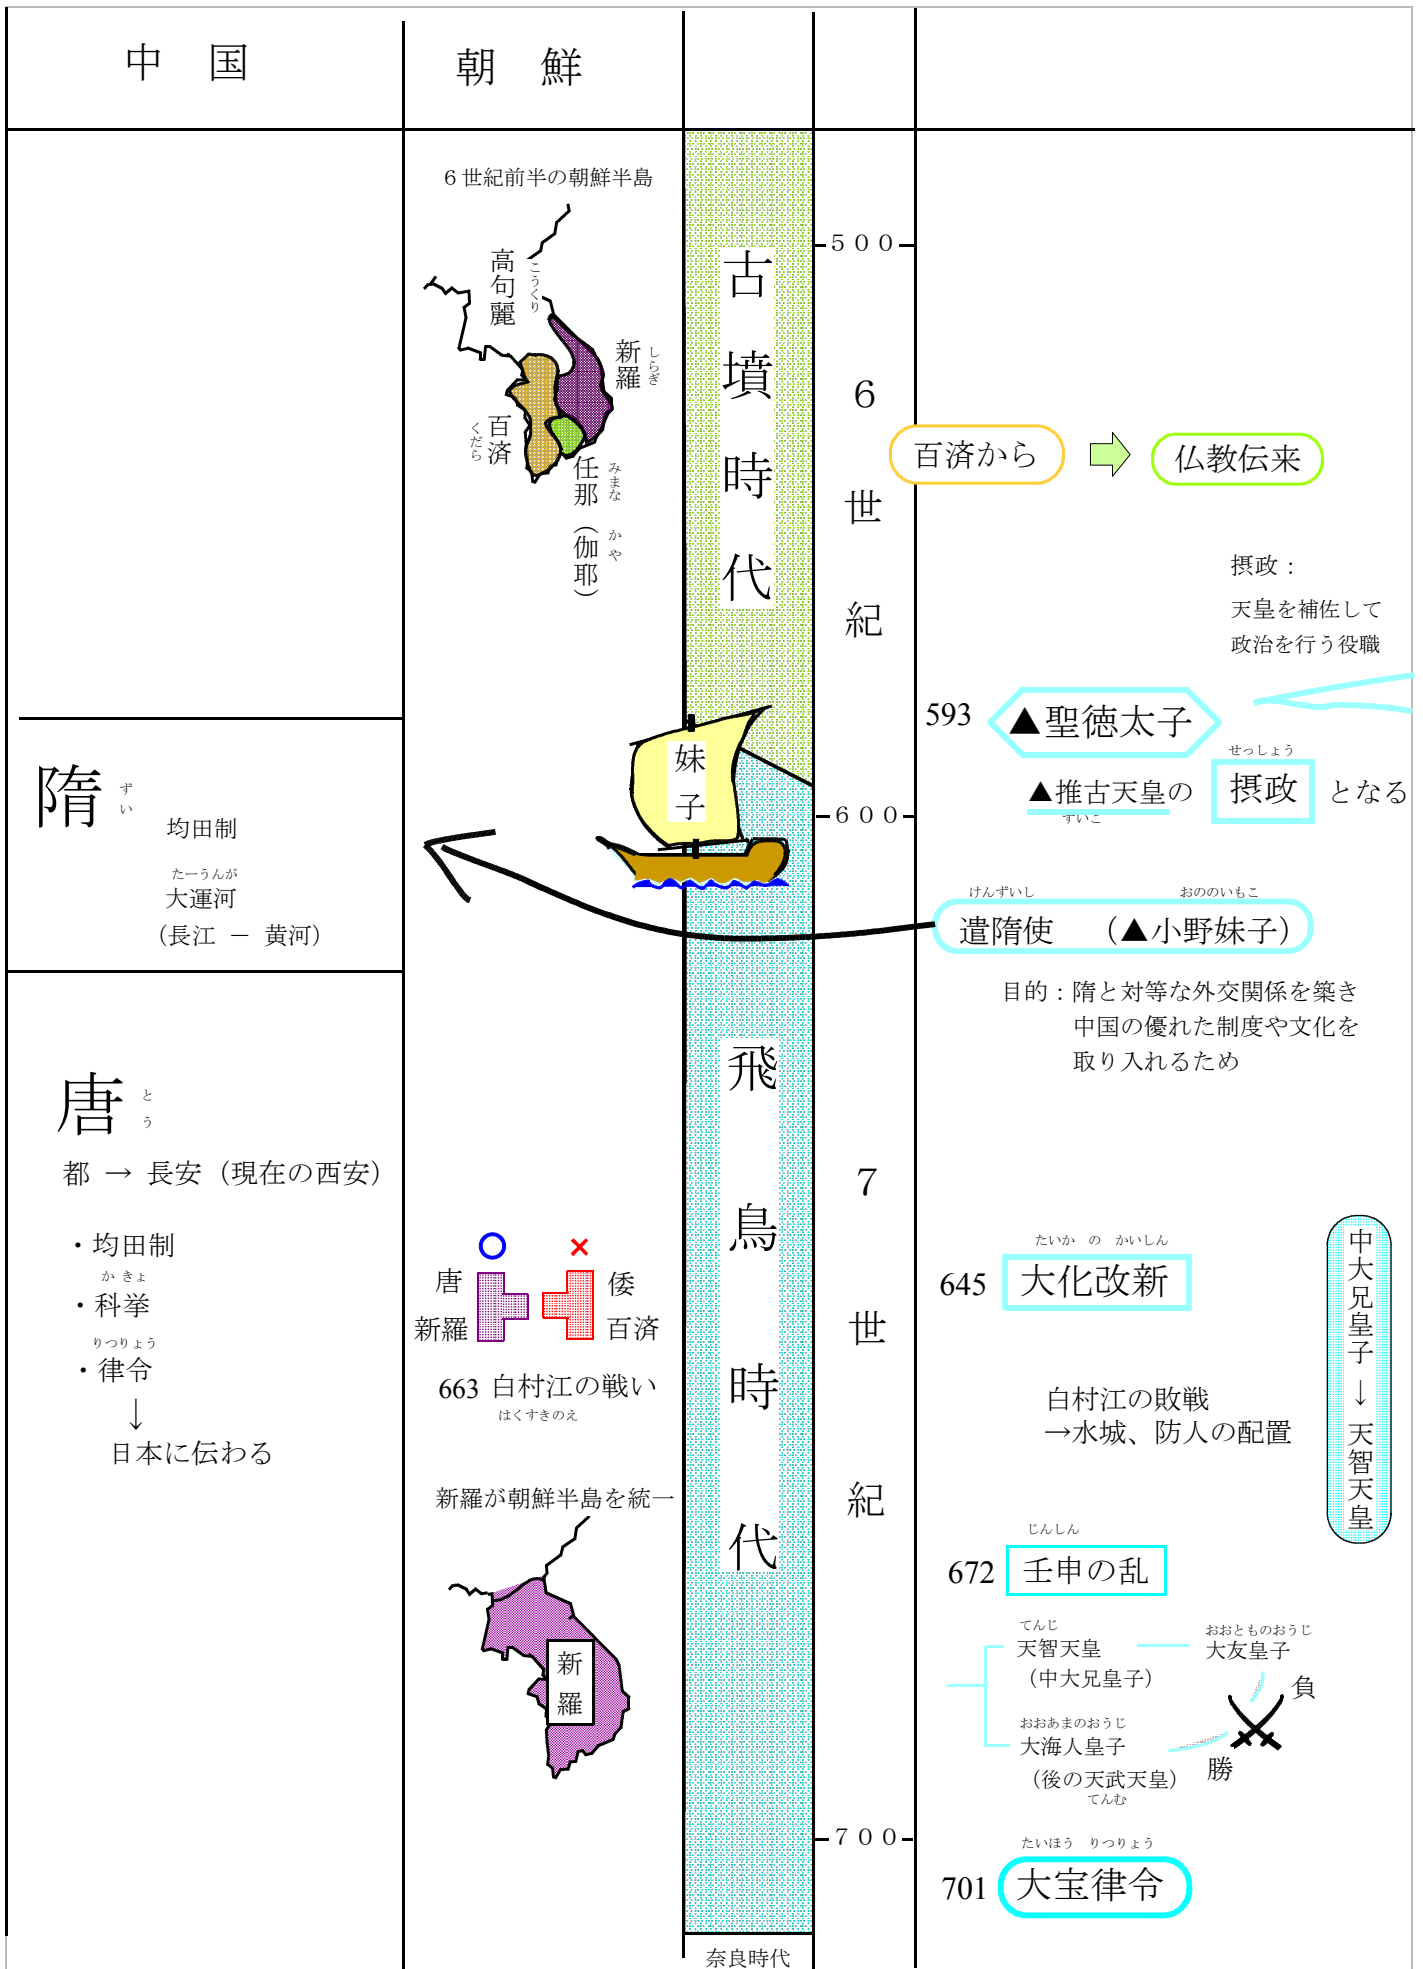 中 国
朝 鮮
6世紀前半の朝鮮半島
高句麗
こうくり
新羅
しらぎ
百済
くだら
任那(伽耶)
みまな かや
古墳時代
500
6世紀
百済から
仏教伝来
摂政:
天皇を補佐して
政治を行う役職
593
▲聖徳太子
せっしょう
▲推古天皇の 摂政 となる
すいこ
妹子
600
隋
ずい
均田制
たーうんが
大運河
(長江 - 黄河)
けんずいし おののいもこ
遣隋使 (▲小野妹子)
目的:隋と対等な外交関係を築き
中国の優れた制度や文化を
取り入れるため
唐
とう
都 → 長安(現在の西安)
・均田制
かきょ
・科挙
りつりょう
・律令
↓
日本に伝わる
飛鳥時代
7世紀
○ ×
唐 倭
新羅 百済
663 白村江の戦い
はくすきのえ
新羅が朝鮮半島を統一
新羅
たいか の かいしん
645 大化改新
中大兄皇子→天智天皇
白村江の敗戦
→水城、防人の配置
じんしん
672 壬申の乱
てんじ
天智天皇
(中大兄皇子)
おおとものおうじ
大友皇子
負
おおあまのおうじ
大海人皇子
(後の天武天皇)
てんむ
勝
700
たいほう りつりょう
701 大宝律令
奈良時代